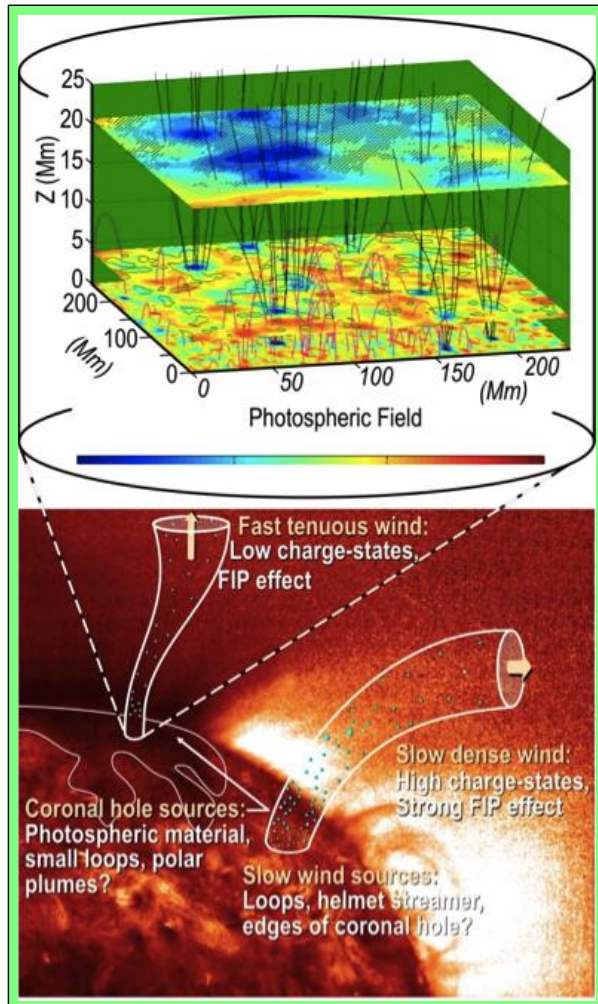 25
20
15
10
5
0
Z (Mm)
200
100
0
(Mm)
0
50
100
150
200
(Mm)
Photospheric Field
Fast tenuous wind:
Low charge-states,
FIP effect
Slow dense wind:
High charge-states,
Strong FIP effect
Coronal hole sources:
Photospheric material,
small loops, polar
plumes?
Slow wind sources:
Loops, helmet streamer,
edges of coronal hole?